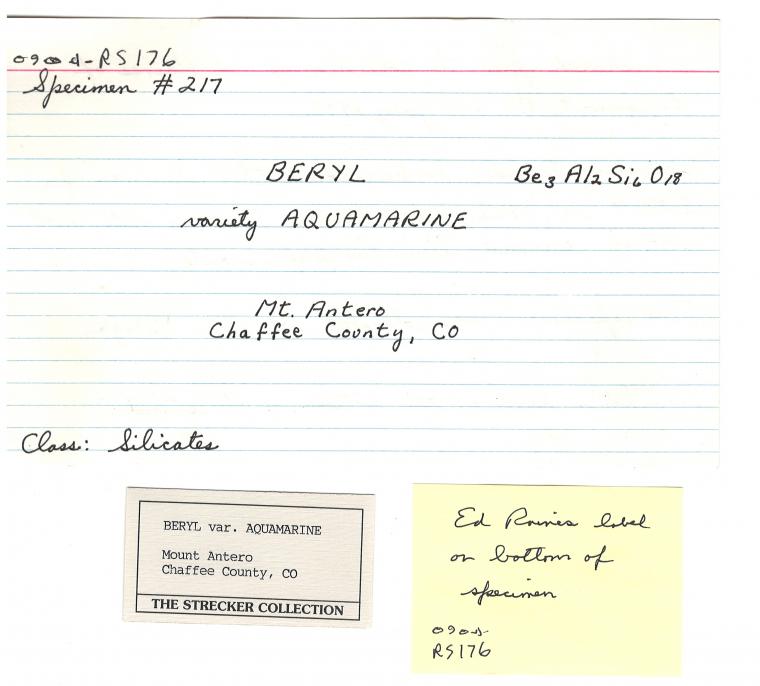 0904-RS176
Specimen #217
BERYL Be3 Al2 Si6 O18
variety AQUAMARINE
Mt. Antero
Chaffee County, CO
Class: Silicates
BERYL var. AQUAMARINE
Mount Antero
Chaffee County, CO
THE STRECKER COLLECTION
Ed Raines label
on bottom of
specimen
0904-
RS176